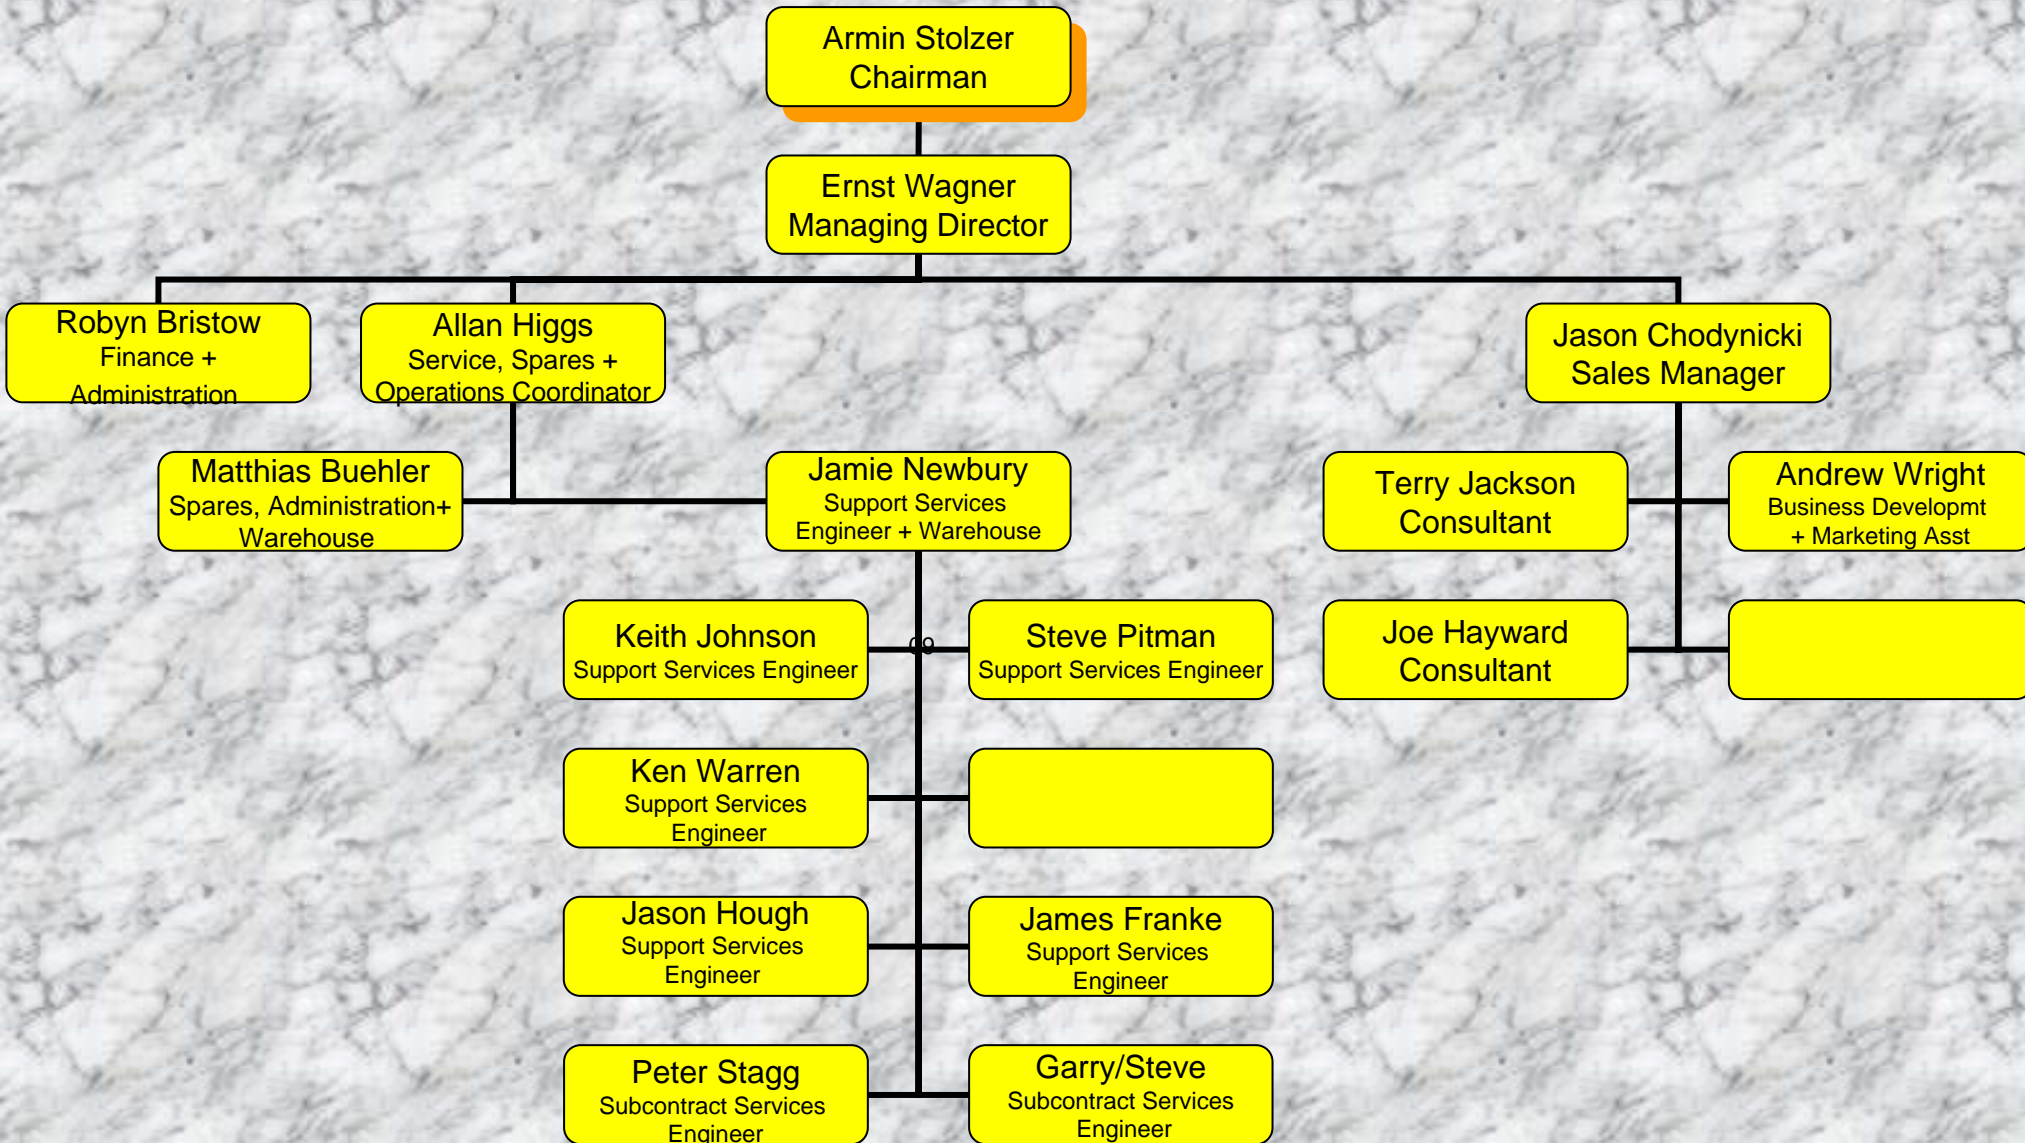 Armin Stolzer
Chairman
Ernst Wagner
Managing Director
Robyn Bristow
Finance +
Administration
Allan Higgs
Service, Spares +
Operations Coordinator
Jason Chodynicki
Sales Manager
Matthias Buehler
Spares, Administration+
Warehouse
Jamie Newbury
Support Services
Engineer + Warehouse
Terry Jackson
Consultant
Andrew Wright
Business Developmt
+ Marketing Asst
Keith Johnson
Support Services Engineer
Steve Pitman
Support Services Engineer
Joe Hayward
Consultant
Ken Warren
Support Services
Engineer
Jason Hough
Support Services
Engineer
James Franke
Support Services
Engineer
Peter Stagg
Subcontract Services
Engineer
Garry/Steve
Subcontract Services
Engineer